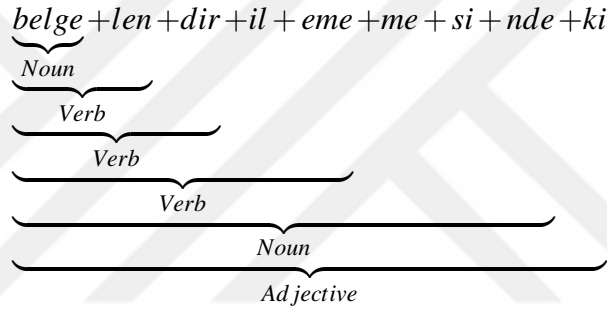 belge+len+dir+il+eme+me+si+nde+ki
Noun
Verb
Verb
Verb
Noun
Adjective